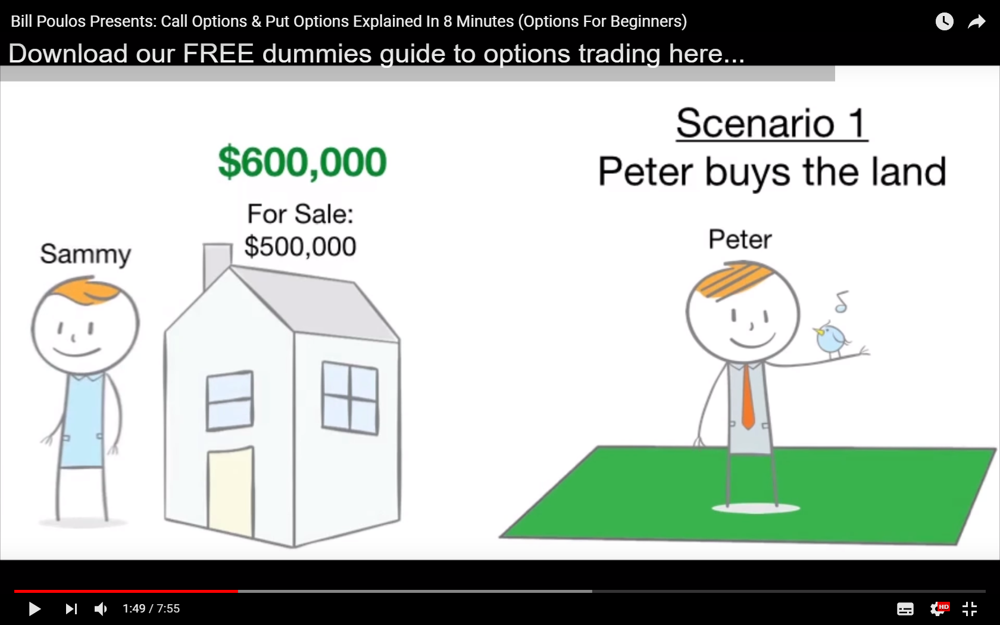 Bill Poulos Presents: Call Options & Put Options Explained In 8 Minutes (Options For Beginners)
Download our FREE dummies guide to options trading here...
Scenario 1
Peter buys the land
$600,000
For Sale:
$500,000
Sammy
Peter
1:49 / 7:55
HD